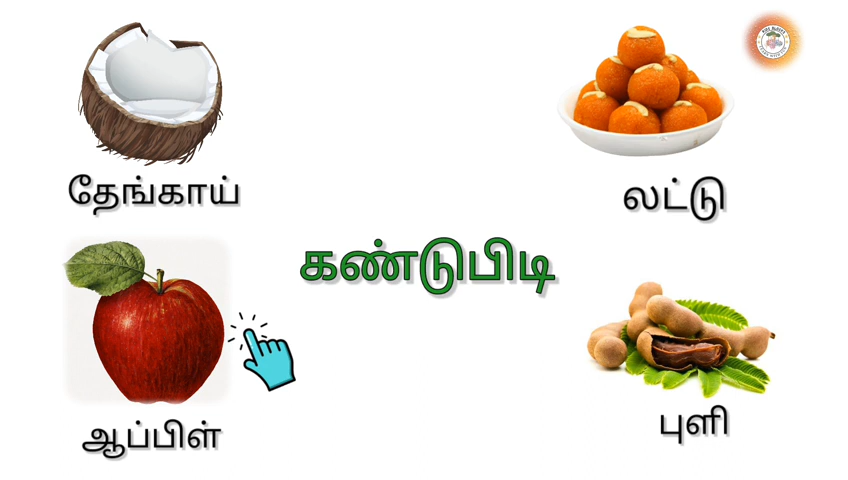 தேங்காய்
லட்டு
கண்டுபிடி
ஆப்பிள்
புளி